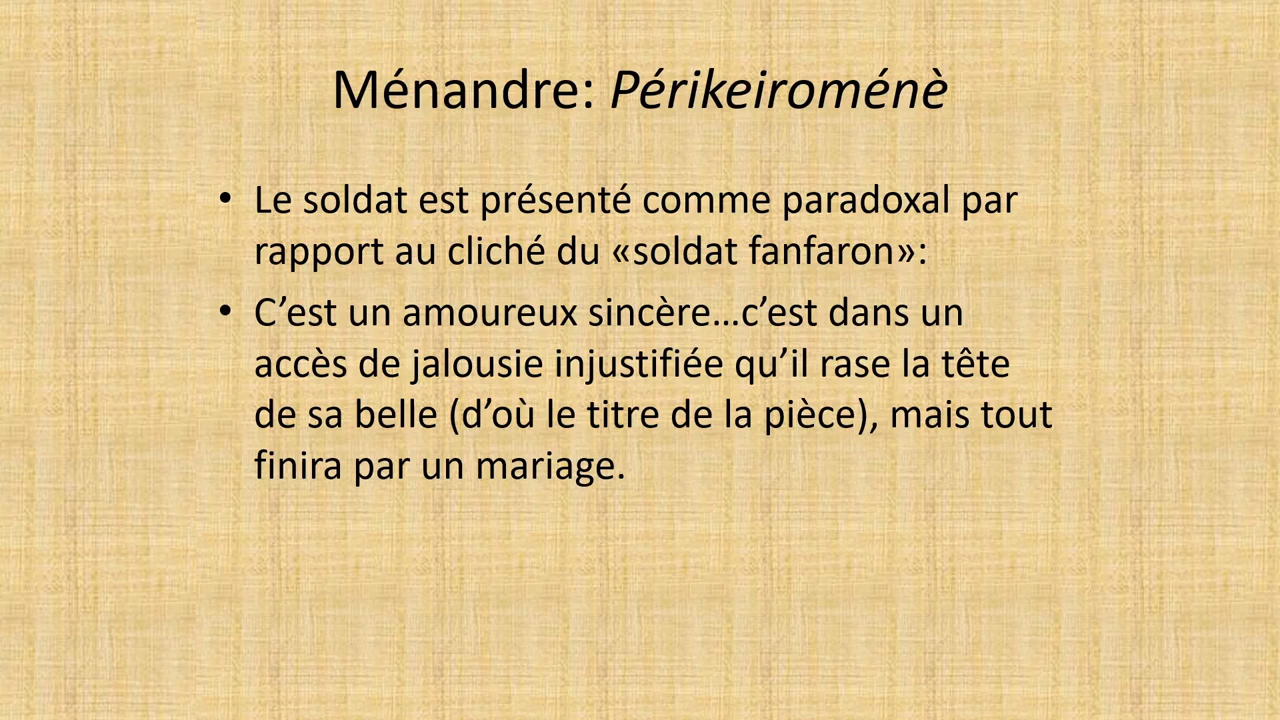 Ménandre: Périkeiroménè
• Le soldat est présenté comme paradoxal par
rapport au cliché du «soldat fanfaron»:
• C’est un amoureux sincère…c’est dans un
accès de jalousie injustifiée qu’il rase la tête
de sa belle (d’où le titre de la pièce), mais tout
finira par un mariage.